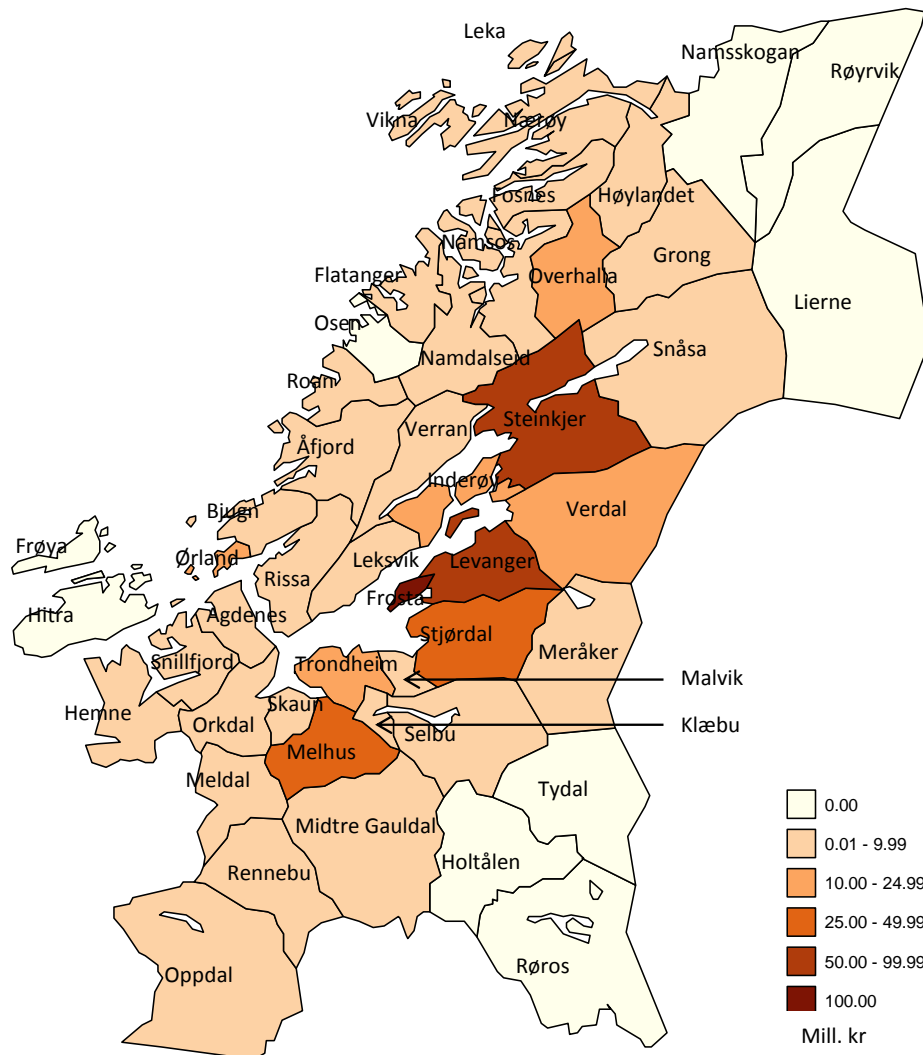 Leka
Namsskogan
Røyrvik
Vikna
Nærøy
Fosnes
Høylandet
Namsos
Grong
Flatanger
Overhalla
Lierne
Osen
Snåsa
Namdalseid
Roan
Steinkjer
Verran
Åfjord
Inderøy
Bjugn
Verdal
Frøya
Ørland
Leksvik
Levanger
Rissa
Frosta
Hitra
Agdenes
Stjørdal
Meråker
Snillfjord
Trondheim
Malvik
Skaun
Hemne
Orkdal
Klæbu
Selbu
Melhus
Meldal
Tydal
Midtre Gauldal
Holtålen
Rennebu
Røros
Oppdal
0.00
0.01 - 9.99
10.00 - 24.99
25.00 - 49.99
50.00 - 99.99
100.00
Mill. kr